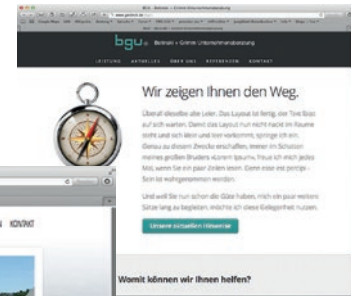 bgu. Belinski + Grimm Unternehmensberatung
LEISTUNG AKTUELLES ÜBER UNS REFERENZEN KONTAKT
Wir zeigen Ihnen den Weg.
Überall dieselbe alte Leier. Das Layout ist fertig, der Text lässt
auf sich warten. Damit das Layout nun nicht nackt im Raume
steht und sich klein und leer vorkommt, springe ich ein:
Genau zu diesem Zwecke erschaffen, immer im Schatten
meines großen Bruders »Lorem Ipsum«, freue ich mich jedes
Mal, wenn Sie ein paar Zeilen lesen. Denn esse est percipi -
Sein ist wahrgenommen werden.
Und weil Sie nun schon die Güte haben, mich ein paar weitere
Sätze lang zu begleiten, möchte ich diese Gelegenheit nutzen.
Unsere aktuellen Hinweise
KONTAKT
Womit können wir Ihnen helfen?